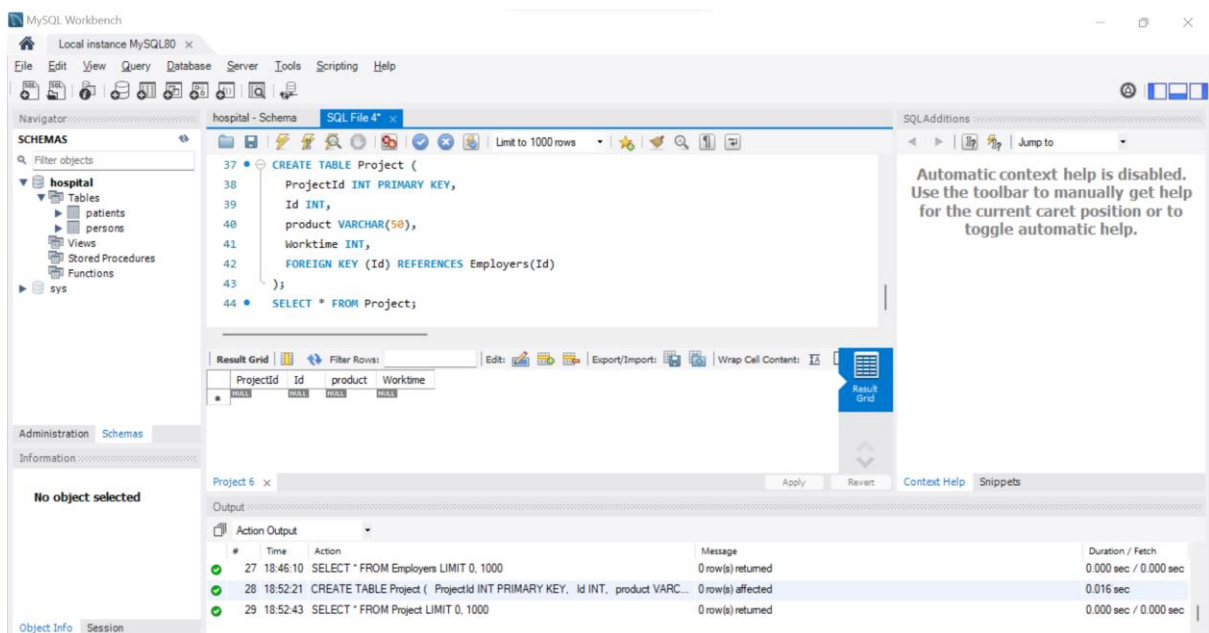 MySQL Workbench
Local instance MySQL80 ×
File Edit View Query Database Server Tools Scripting Help
Navigator
SCHEMAS
Filter objects
hospital
Tables
patients
persons
Views
Stored Procedures
Functions
sys
Administration Schemas
Information
No object selected
Object Info Session
hospital - Schema SQL File 4* ×
Limit to 1000 rows
37 CREATE TABLE Project (
38 ProjectId INT PRIMARY KEY,
39 Id INT,
40 product VARCHAR(50),
41 Worktime INT,
42 FOREIGN KEY (Id) REFERENCES Employers(Id)
43 );
44 SELECT * FROM Project;
Result Grid Filter Rows: Edit: Export/Import: Wrap Cell Content:
ProjectId Id product Worktime
NULL NULL NULL NULL
Result
Grid
Project 6 × Apply Revert
Output
Action Output
# Time Action Message Duration / Fetch
27 18:46:10 SELECT * FROM Employers LIMIT 0, 1000 0 row(s) returned 0.000 sec / 0.000 sec
28 18:52:21 CREATE TABLE Project ( ProjectId INT PRIMARY KEY, Id INT, product VARC... 0 row(s) affected 0.016 sec
29 18:52:43 SELECT * FROM Project LIMIT 0, 1000 0 row(s) returned 0.000 sec / 0.000 sec
SQLAdditions
Jump to
Automatic context help is disabled.
Use the toolbar to manually get help
for the current caret position or to
toggle automatic help.
Context Help Snippets